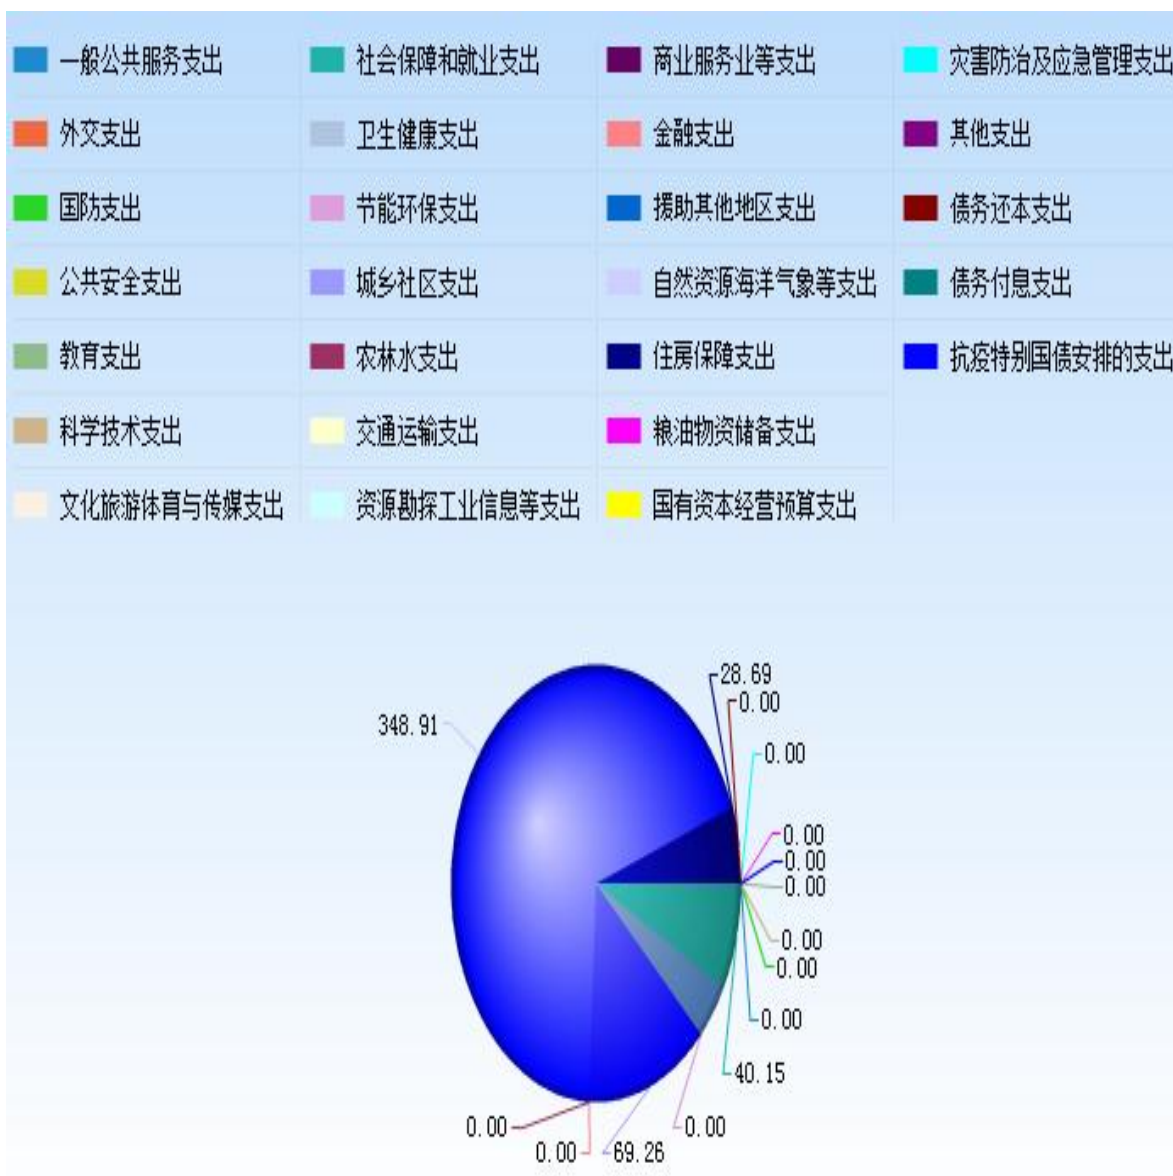 一般公共服务支出 社会保障和就业支出 商业服务业等支出 灾害防治及应急管理支出
外交支出 卫生健康支出 金融支出 其他支出
国防支出 节能环保支出 援助其他地区支出 债务还本支出
公共安全支出 城乡社区支出 自然资源海洋气象等支出 债务付息支出
教育支出 农林水支出 住房保障支出 抗疫特别国债安排的支出
科学技术支出 交通运输支出 粮油物资储备支出
文化旅游体育与传媒支出 资源勘探工业信息等支出 国有资本经营预算支出
28.69
0.00
348.91
0.00
0.00
0.00
0.00
0.00
0.00
0.00
40.15
0.00 0.00
0.00 69.26